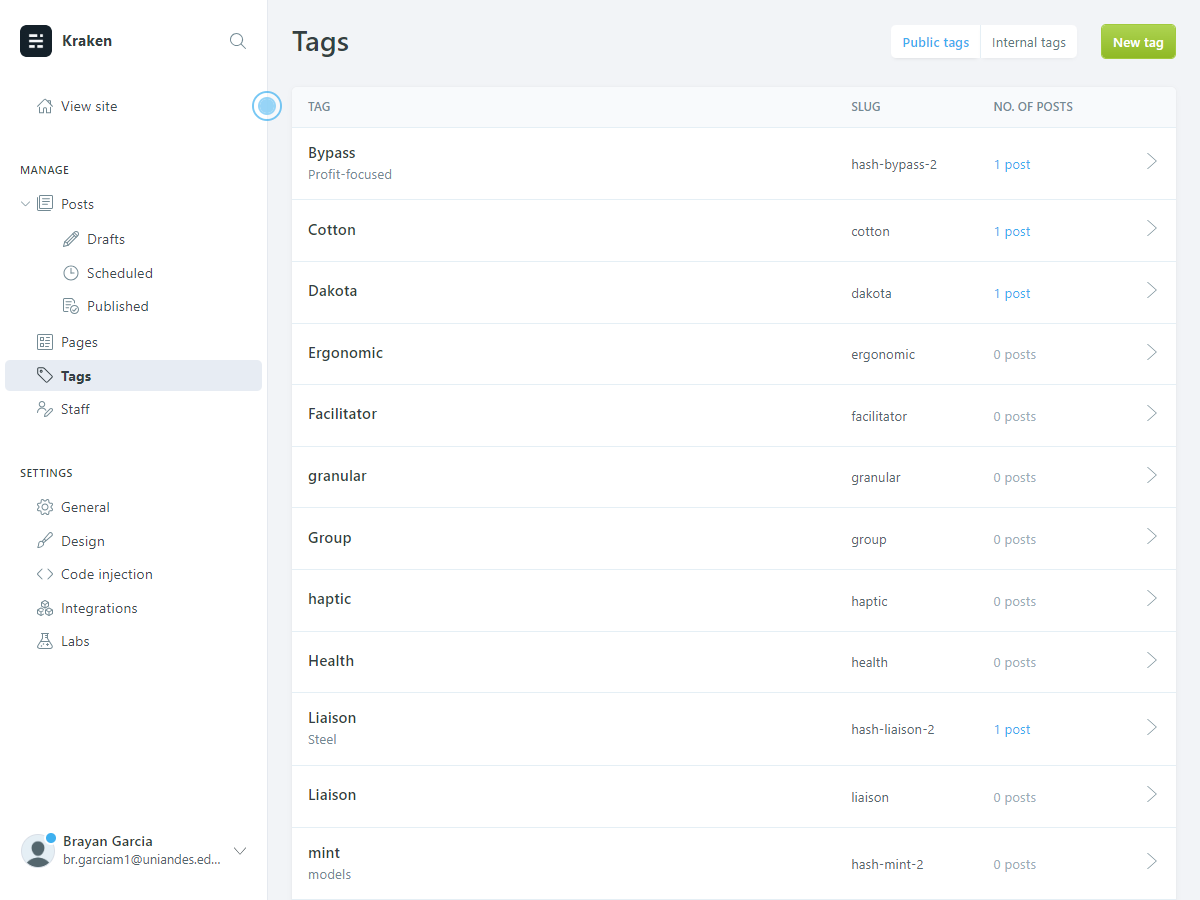 Kraken
View site
MANAGE
Posts
Drafts
Scheduled
Published
Pages
Tags
Staff
SETTINGS
General
Design
Code injection
Integrations
Labs
Brayan Garcia
br.garciam1@uniandes.ed...
Tags
Public tags
Internal tags
New tag
TAG SLUG NO. OF POSTS
Bypass
Profit-focused
hash-bypass-2 1 post
Cotton cotton 1 post
Dakota dakota 1 post
Ergonomic ergonomic 0 posts
Facilitator facilitator 0 posts
granular granular 0 posts
Group group 0 posts
haptic haptic 0 posts
Health health 0 posts
Liaison
Steel
hash-liaison-2 1 post
Liaison liaison 0 posts
mint
models
hash-mint-2 0 posts